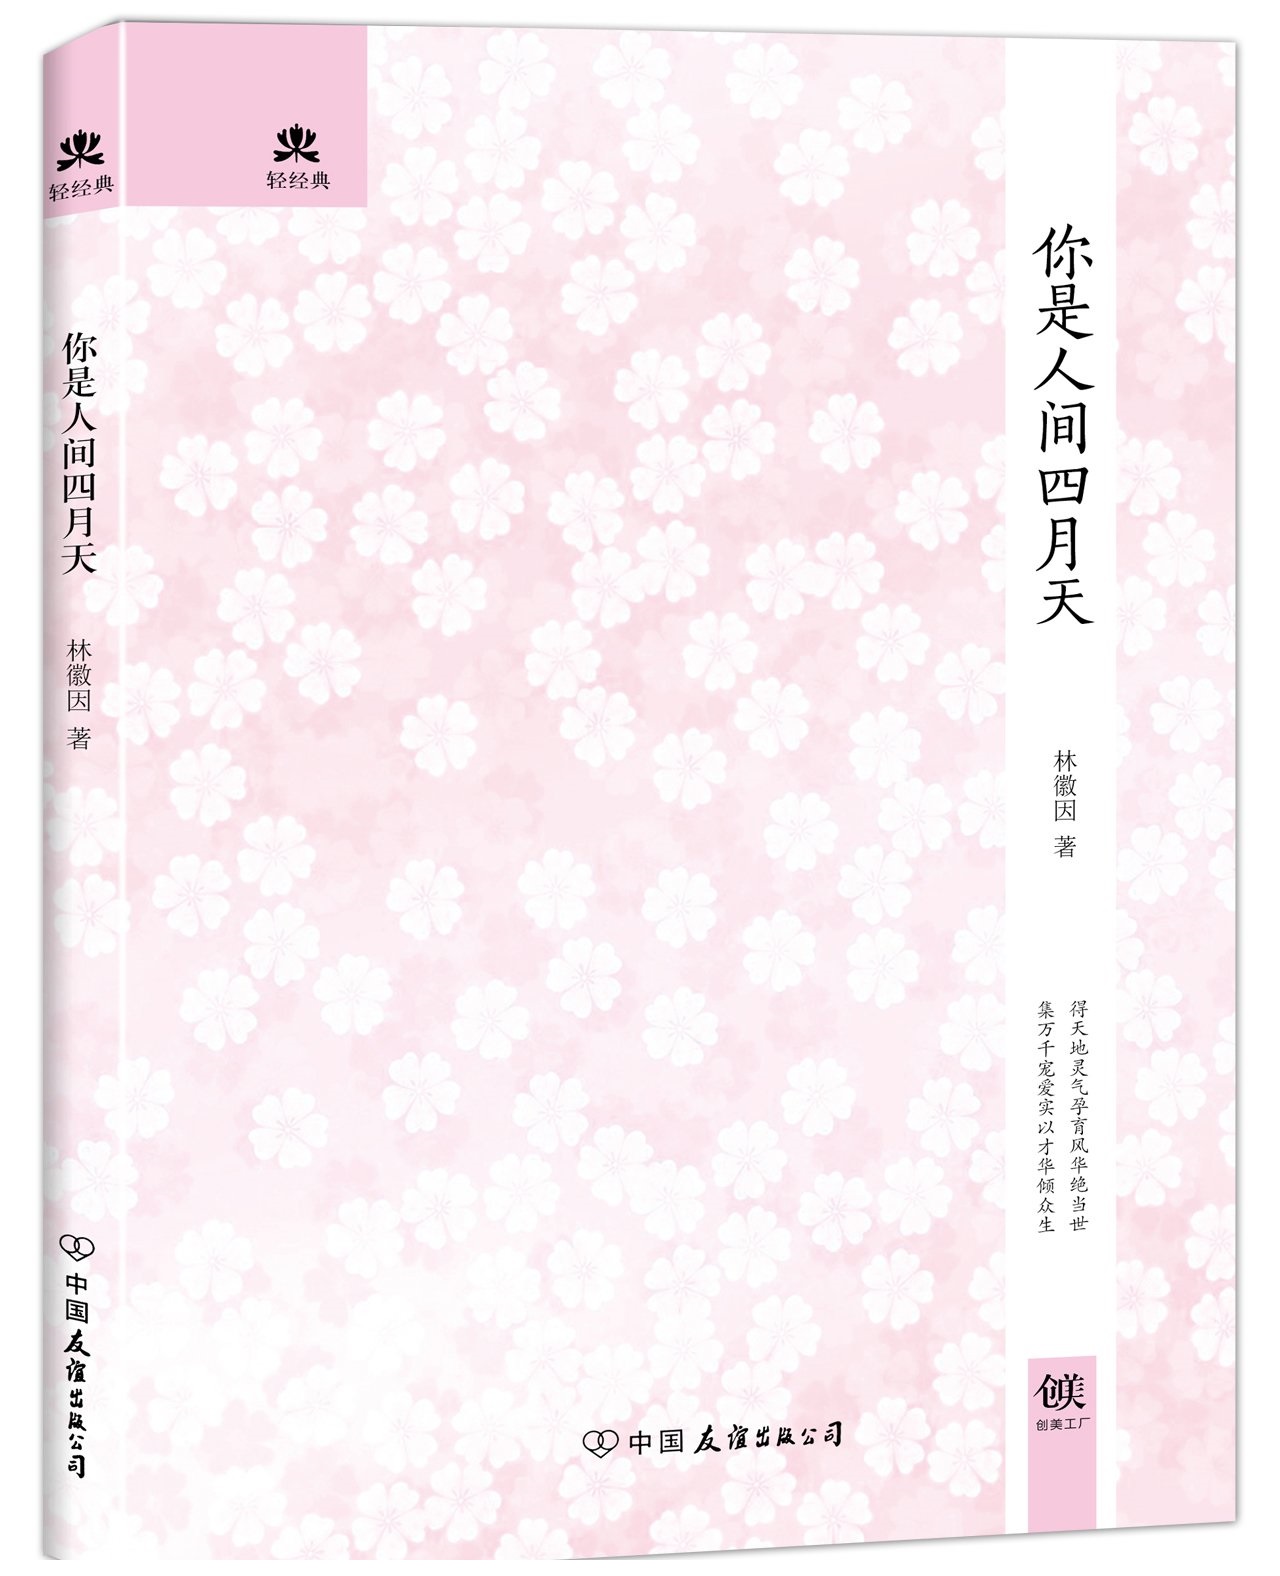 轻经典
你是人间四月天
林徽因 著
中国友谊出版公司
轻经典
你是人间四月天
林徽因 著
得天地灵气孕育风华绝当世
集万千宠爱实以才华倾众生
创美
创美工厂
中国友谊出版公司